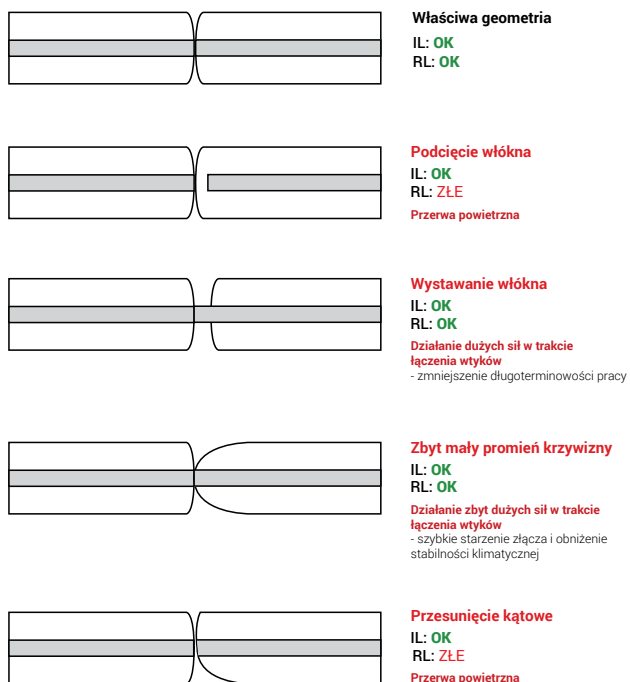 Właściwa geometria
IL: OK
RL: OK
Podcięcie włókna
IL: OK
RL: ZŁE
Przerwa powietrzna
Wystawanie włókna
IL: OK
RL: OK
Działanie dużych sił w trakcie
łączenia wtyków
- zmniejszenie długoterminowości pracy
Zbyt mały promień krzywizny
IL: OK
RL: OK
Działanie zbyt dużych sił w trakcie
łączenia wtyków
- szybkie starzenie złącza i obniżenie
stabilności klimatycznej
Przesunięcie kątowe
IL: OK
RL: ZŁE
Przerwa powietrzna